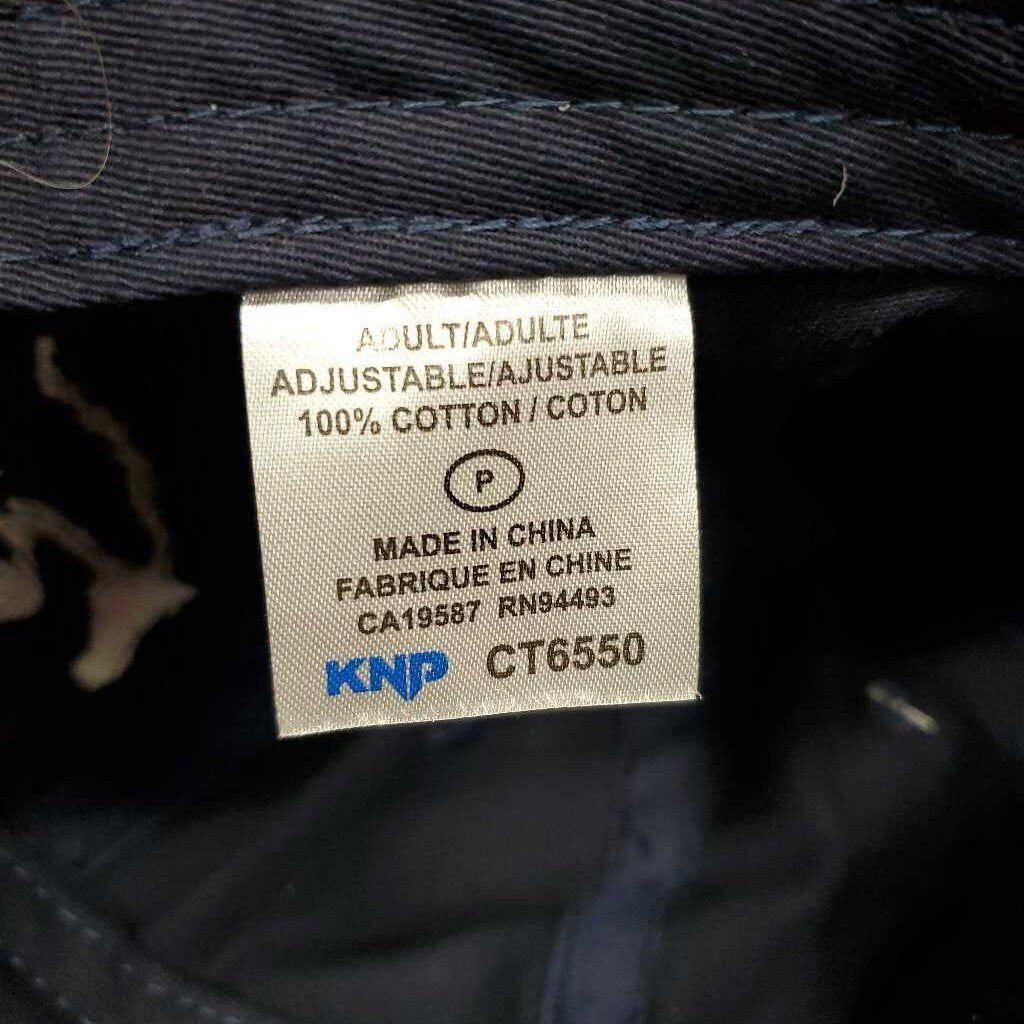 ADULT/ADULTE
ADJUSTABLE/AJUSTABLE
100% COTTON / COTON
P
MADE IN CHINA
FABRIQUE EN CHINE
CA19587 RN94493
KNP CT6550